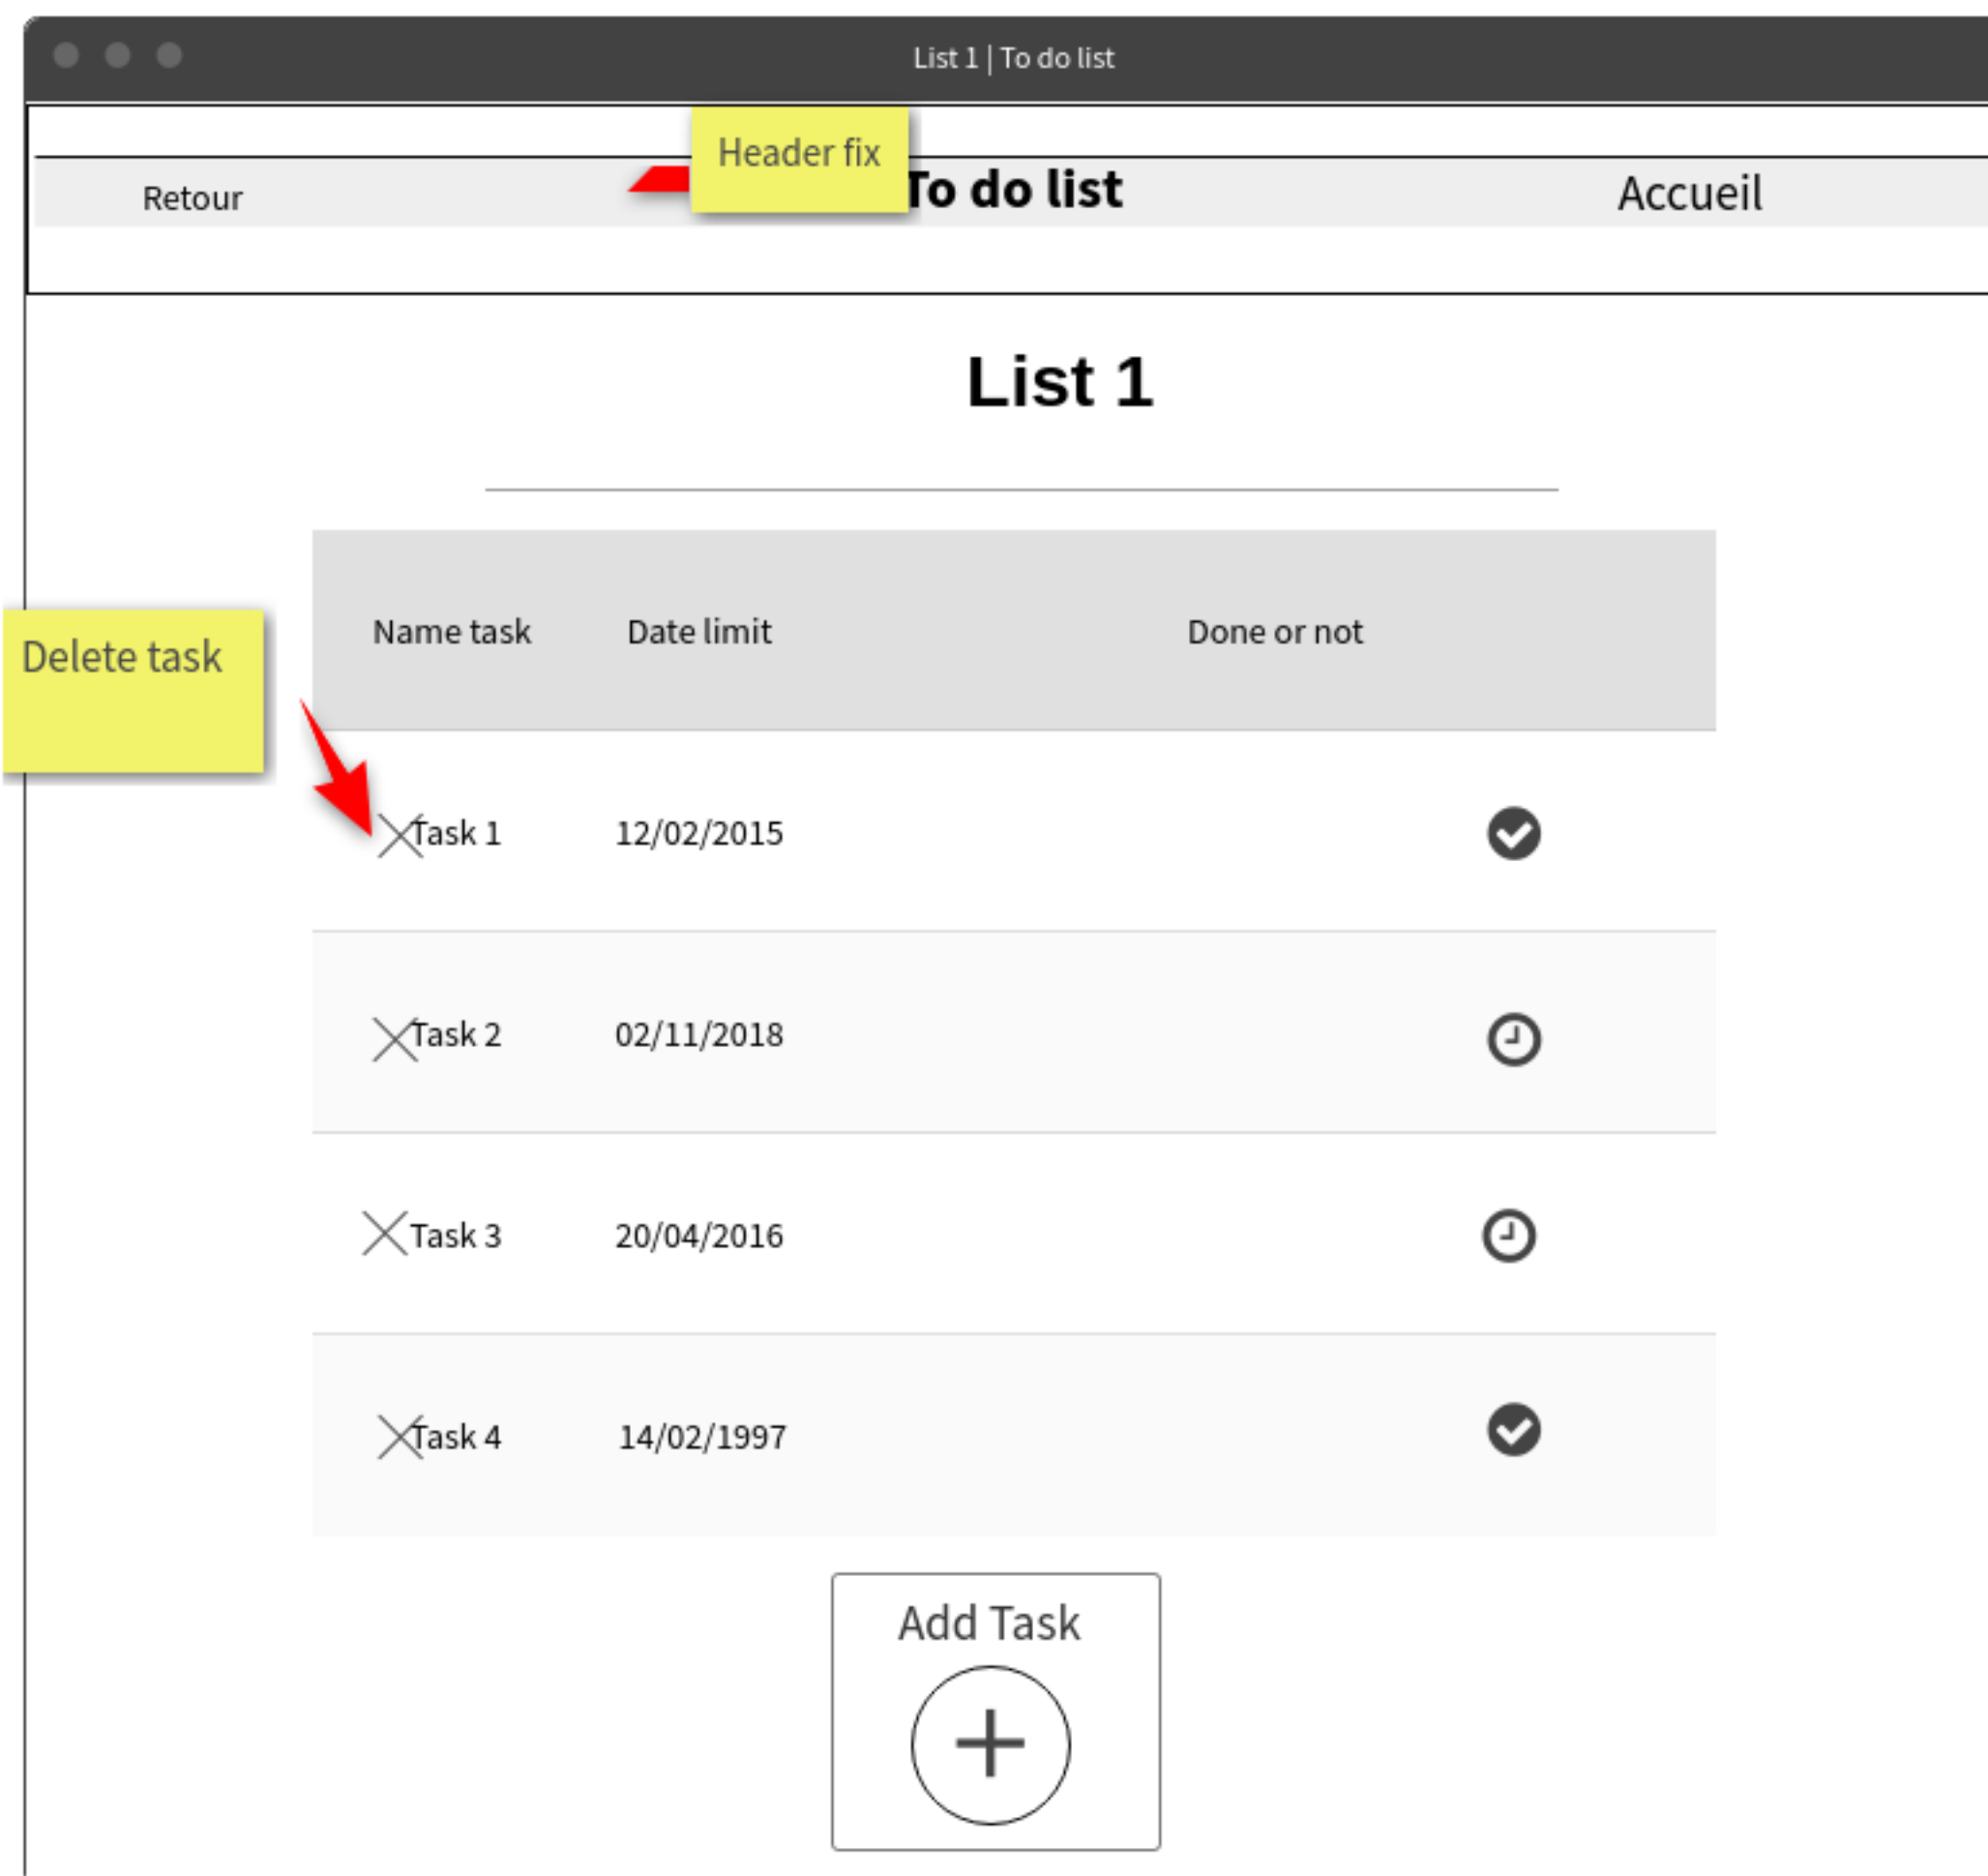 List 1 | To do list
Header fix
Retour
To do list
Accueil
List 1
Delete task
Name task Date limit Done or not
Task 1 12/02/2015
Task 2 02/11/2018
Task 3 20/04/2016
Task 4 14/02/1997
Add Task